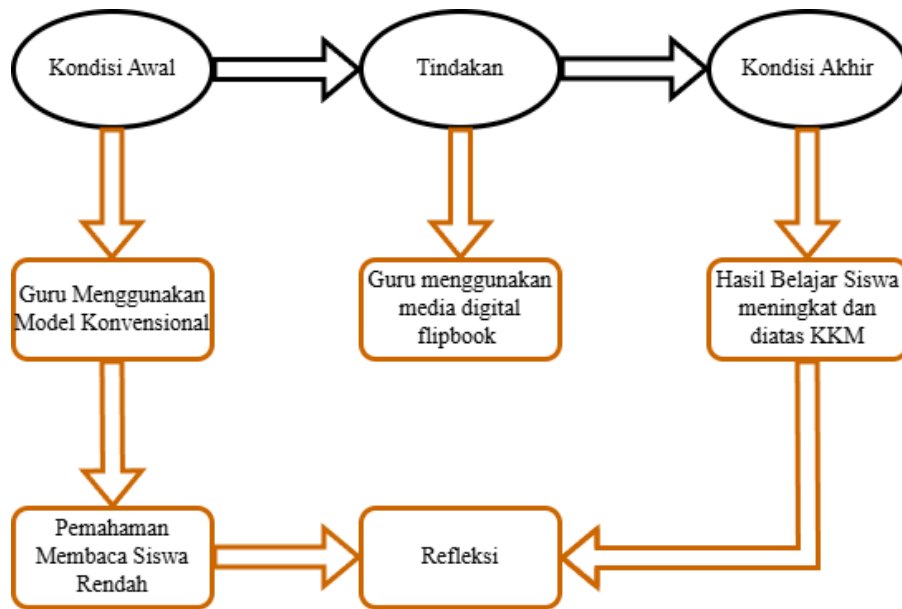 Kondisi Awal
Tindakan
Kondisi Akhir
Guru Menggunakan
Model Konvensional
Guru menggunakan
media digital
flipbook
Hasil Belajar Siswa
meningkat dan
diatas KKM
Pemahaman
Membaca Siswa
Rendah
Refleksi